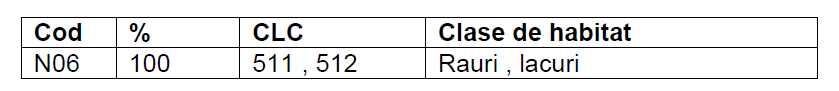 Cod % CLC Clase de habitat
N06 100 511 , 512 Rauri , lacuri